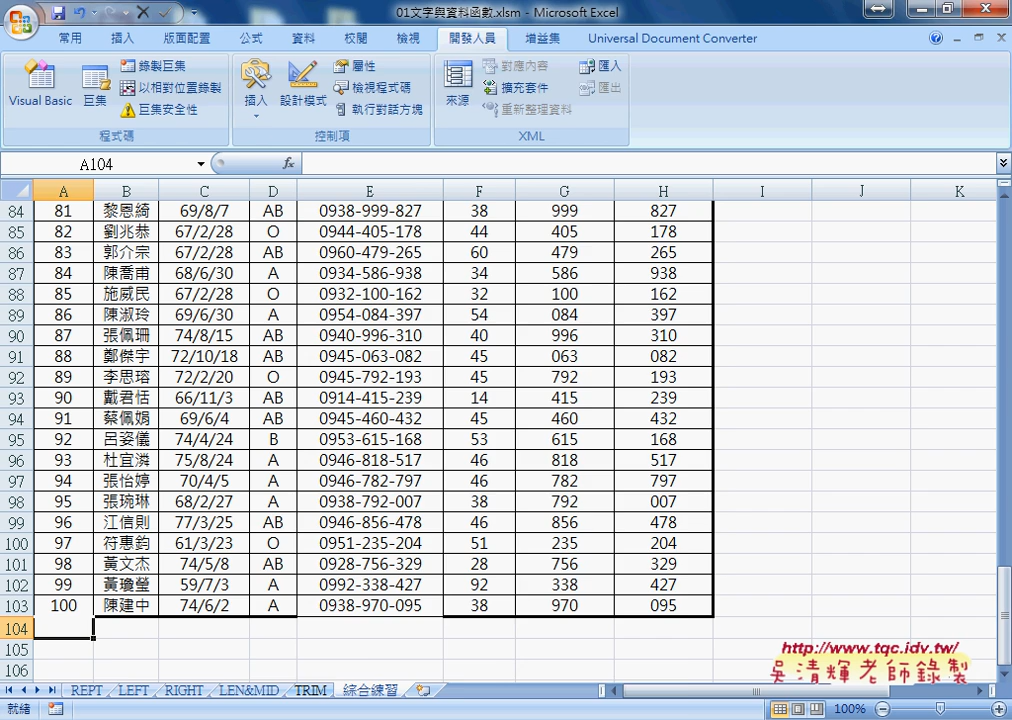 01文字與資料函數.xlsm - Microsoft Excel
常用 插入 版面配置 公式 資料 校閱 檢視 開發人員 增益集 Universal Document Converter
Visual Basic 巨集 錄製巨集 以相對位置錄製 巨集安全性 程式碼
插入 設計模式 屬性 檢視程式碼 執行對話方塊 控制項
來源 對應內容 擴充套件 重新整理資料 匯入 匯出 XML
A104 fx
A B C D E F G H I J K
84 81 黎恩綺 69/8/7 AB 0938-999-827 38 999 827
85 82 劉兆恭 67/2/28 O 0944-405-178 44 405 178
86 83 郭介宗 67/2/28 AB 0960-479-265 60 479 265
87 84 陳喬甫 68/6/30 A 0934-586-938 34 586 938
88 85 施威民 67/2/28 O 0932-100-162 32 100 162
89 86 陳淑玲 69/6/30 A 0954-084-397 54 084 397
90 87 張佩珊 74/8/15 AB 0940-996-310 40 996 310
91 88 鄭傑宇 72/10/18 AB 0945-063-082 45 063 082
92 89 李思瑢 72/2/20 O 0945-792-193 45 792 193
93 90 戴君恬 66/11/3 AB 0914-415-239 14 415 239
94 91 蔡佩娟 69/6/4 AB 0945-460-432 45 460 432
95 92 呂姿儀 74/4/24 B 0953-615-168 53 615 168
96 93 杜宜潾 75/8/24 A 0946-818-517 46 818 517
97 94 張怡婷 70/4/5 A 0946-782-797 46 782 797
98 95 張琬琳 68/2/27 A 0938-792-007 38 792 007
99 96 江信則 77/3/25 AB 0946-856-478 46 856 478
100 97 符惠鈞 61/3/23 O 0951-235-204 51 235 204
101 98 黃文杰 74/5/8 AB 0928-756-329 28 756 329
102 99 黃瓊瑩 59/7/3 A 0992-338-427 92 338 427
103 100 陳建中 74/6/2 A 0938-970-095 38 970 095
104
105
106
http://www.tqc.idv.tw/
吳清輝老師錄製
REPT LEFT RIGHT LEN&MID TRIM 綜合練習
就緒 100%